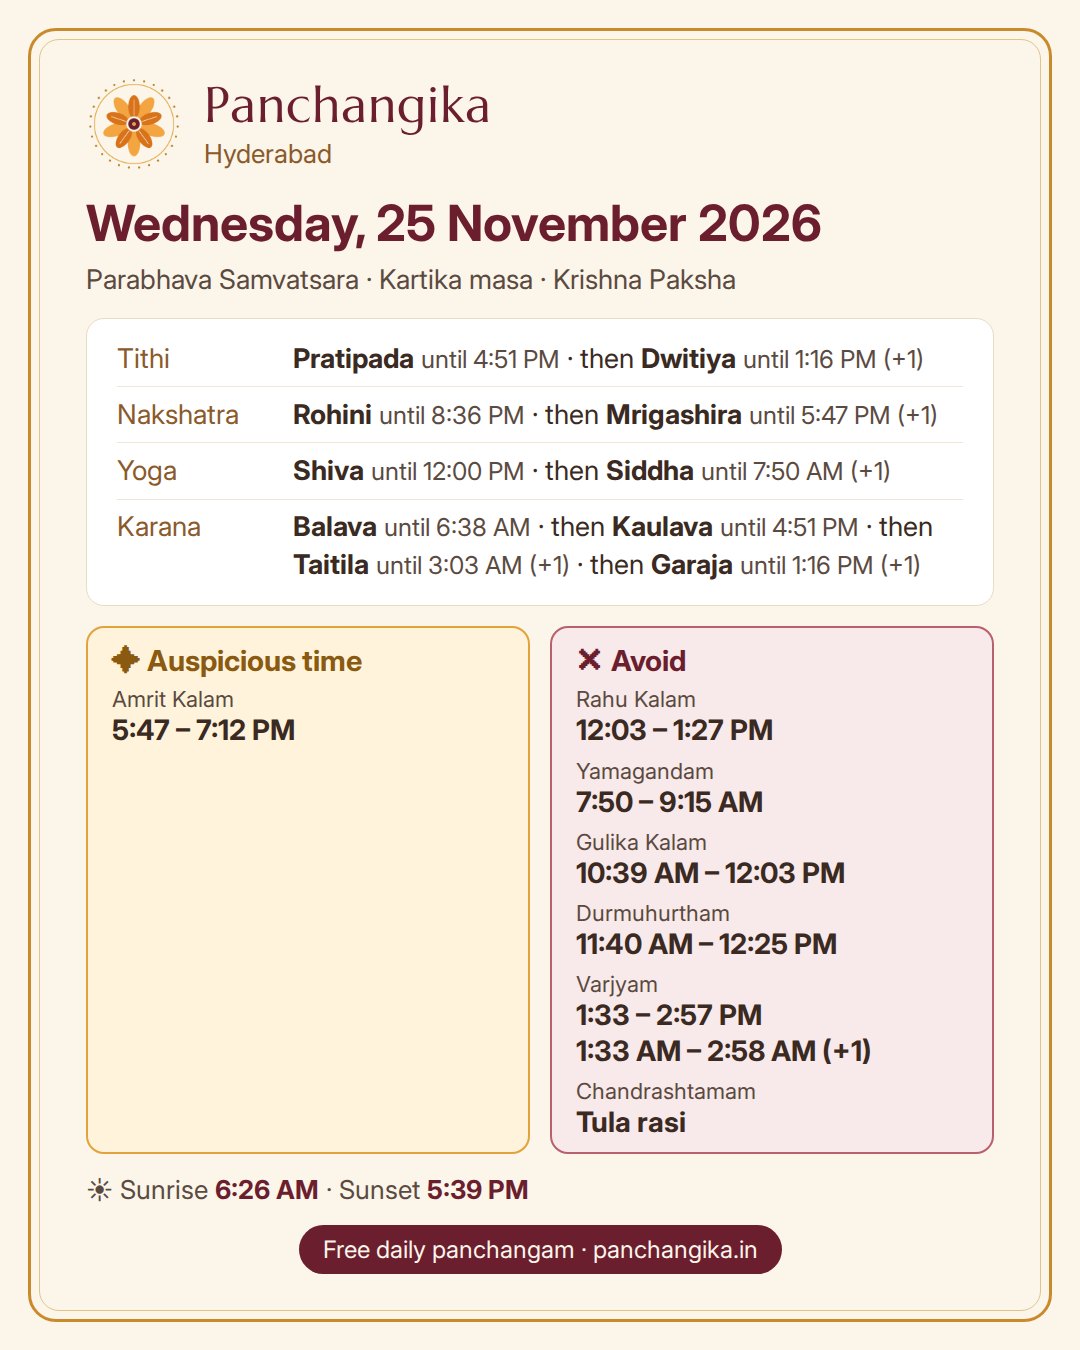 Panchangika
Hyderabad
Wednesday, 25 November 2026
Parabhava Samvatsara · Kartika masa · Krishna Paksha
Tithi Pratipada until 4:51 PM · then Dwitiya until 1:16 PM (+1)
Nakshatra Rohini until 8:36 PM · then Mrigashira until 5:47 PM (+1)
Yoga Shiva until 12:00 PM · then Siddha until 7:50 AM (+1)
Karana Balava until 6:38 AM · then Kaulava until 4:51 PM · then
Taitila until 3:03 AM (+1) · then Garaja until 1:16 PM (+1)
Auspicious time
Amrit Kalam
5:47 – 7:12 PM
Avoid
Rahu Kalam
12:03 – 1:27 PM
Yamagandam
7:50 – 9:15 AM
Gulika Kalam
10:39 AM – 12:03 PM
Durmuhurtham
11:40 AM – 12:25 PM
Varjyam
1:33 – 2:57 PM
1:33 AM – 2:58 AM (+1)
Chandrashtamam
Tula rasi
Sunrise 6:26 AM · Sunset 5:39 PM
Free daily panchangam · panchangika.in